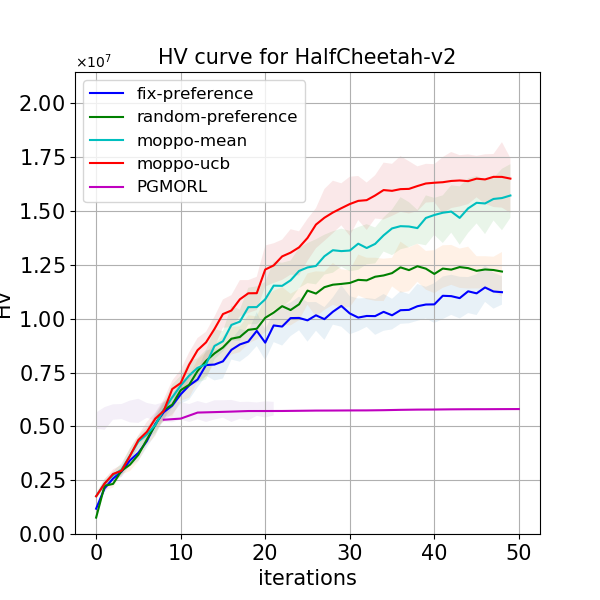 HV curve for HalfCheetah-v2
×10⁷
fix-preference
random-preference
moppo-mean
moppo-ucb
PGMORL
2.00
1.75
1.50
1.25
1.00
0.75
0.50
0.25
0.00
HV
0 10 20 30 40 50
iterations